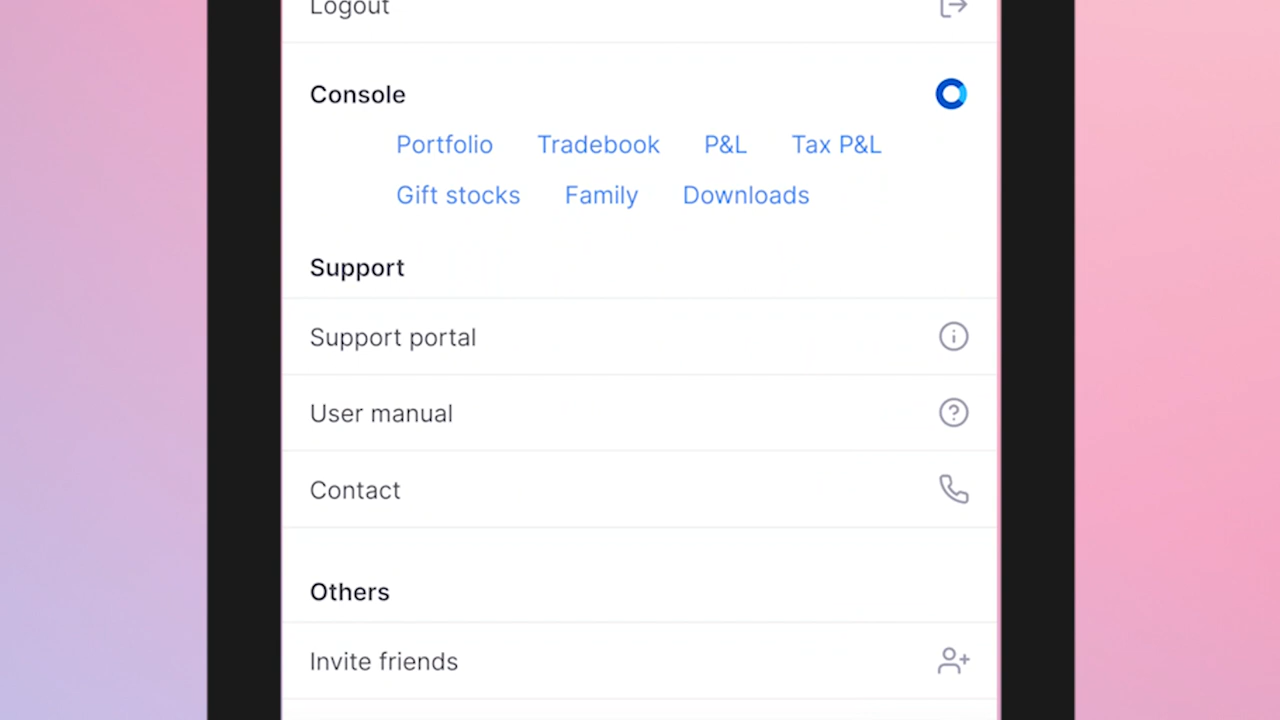 Logout
Console
Portfolio Tradebook P&L Tax P&L
Gift stocks Family Downloads
Support
Support portal
User manual
Contact
Others
Invite friends